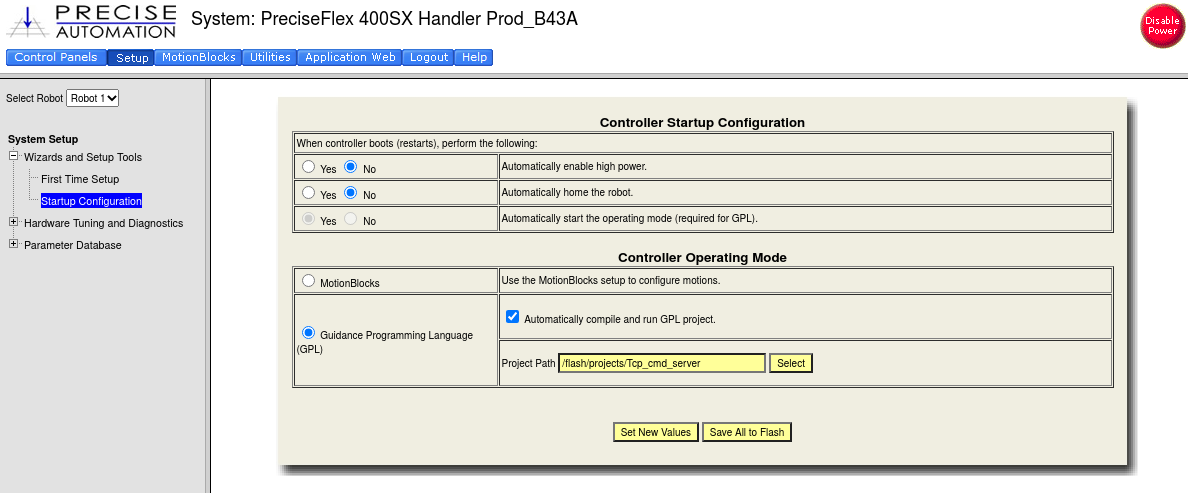 PRECISE AUTOMATION
System: PreciseFlex 400SX Handler Prod_B43A
Disable Power
Control Panels Setup MotionBlocks Utilities Application Web Logout Help
Select Robot Robot 1
System Setup
Wizards and Setup Tools
First Time Setup
Startup Configuration
Hardware Tuning and Diagnostics
Parameter Database
Controller Startup Configuration
When controller boots (restarts), perform the following:
Yes No Automatically enable high power.
Yes No Automatically home the robot.
Yes No Automatically start the operating mode (required for GPL).
Controller Operating Mode
MotionBlocks Use the MotionBlocks setup to configure motions.
Guidance Programming Language
(GPL)
Automatically compile and run GPL project.
Project Path /flash/projects/Tcp_cmd_server Select
Set New Values Save All to Flash